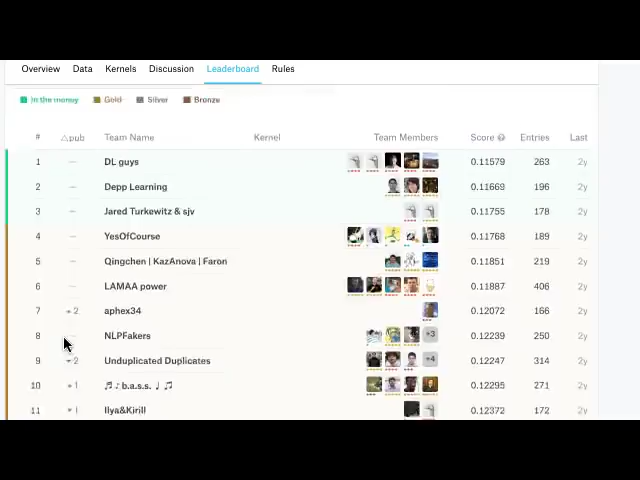 Overview Data Kernels Discussion Leaderboard Rules
In the money Gold Silver Bronze
# △pub Team Name Kernel Team Members Score Entries Last
1 — DL guys 0.11579 263 2y
2 — Depp Learning 0.11669 196 2y
3 — Jared Turkewitz & sjv 0.11755 178 2y
4 — YesOfCourse 0.11768 189 2y
5 — Qingchen | KazAnova | Faron 0.11851 219 2y
6 — LAMAA power 0.11887 406 2y
7 2 aphex34 0.12072 166 2y
8 — NLPFakers +3 0.12239 250 2y
9 2 Unduplicated Duplicates +4 0.12247 314 2y
10 1 ♬ ♪ b.a.s.s. ♩ ♫ 0.12295 271 2y
11 1 Ilya&Kirill 0.12372 172 2y